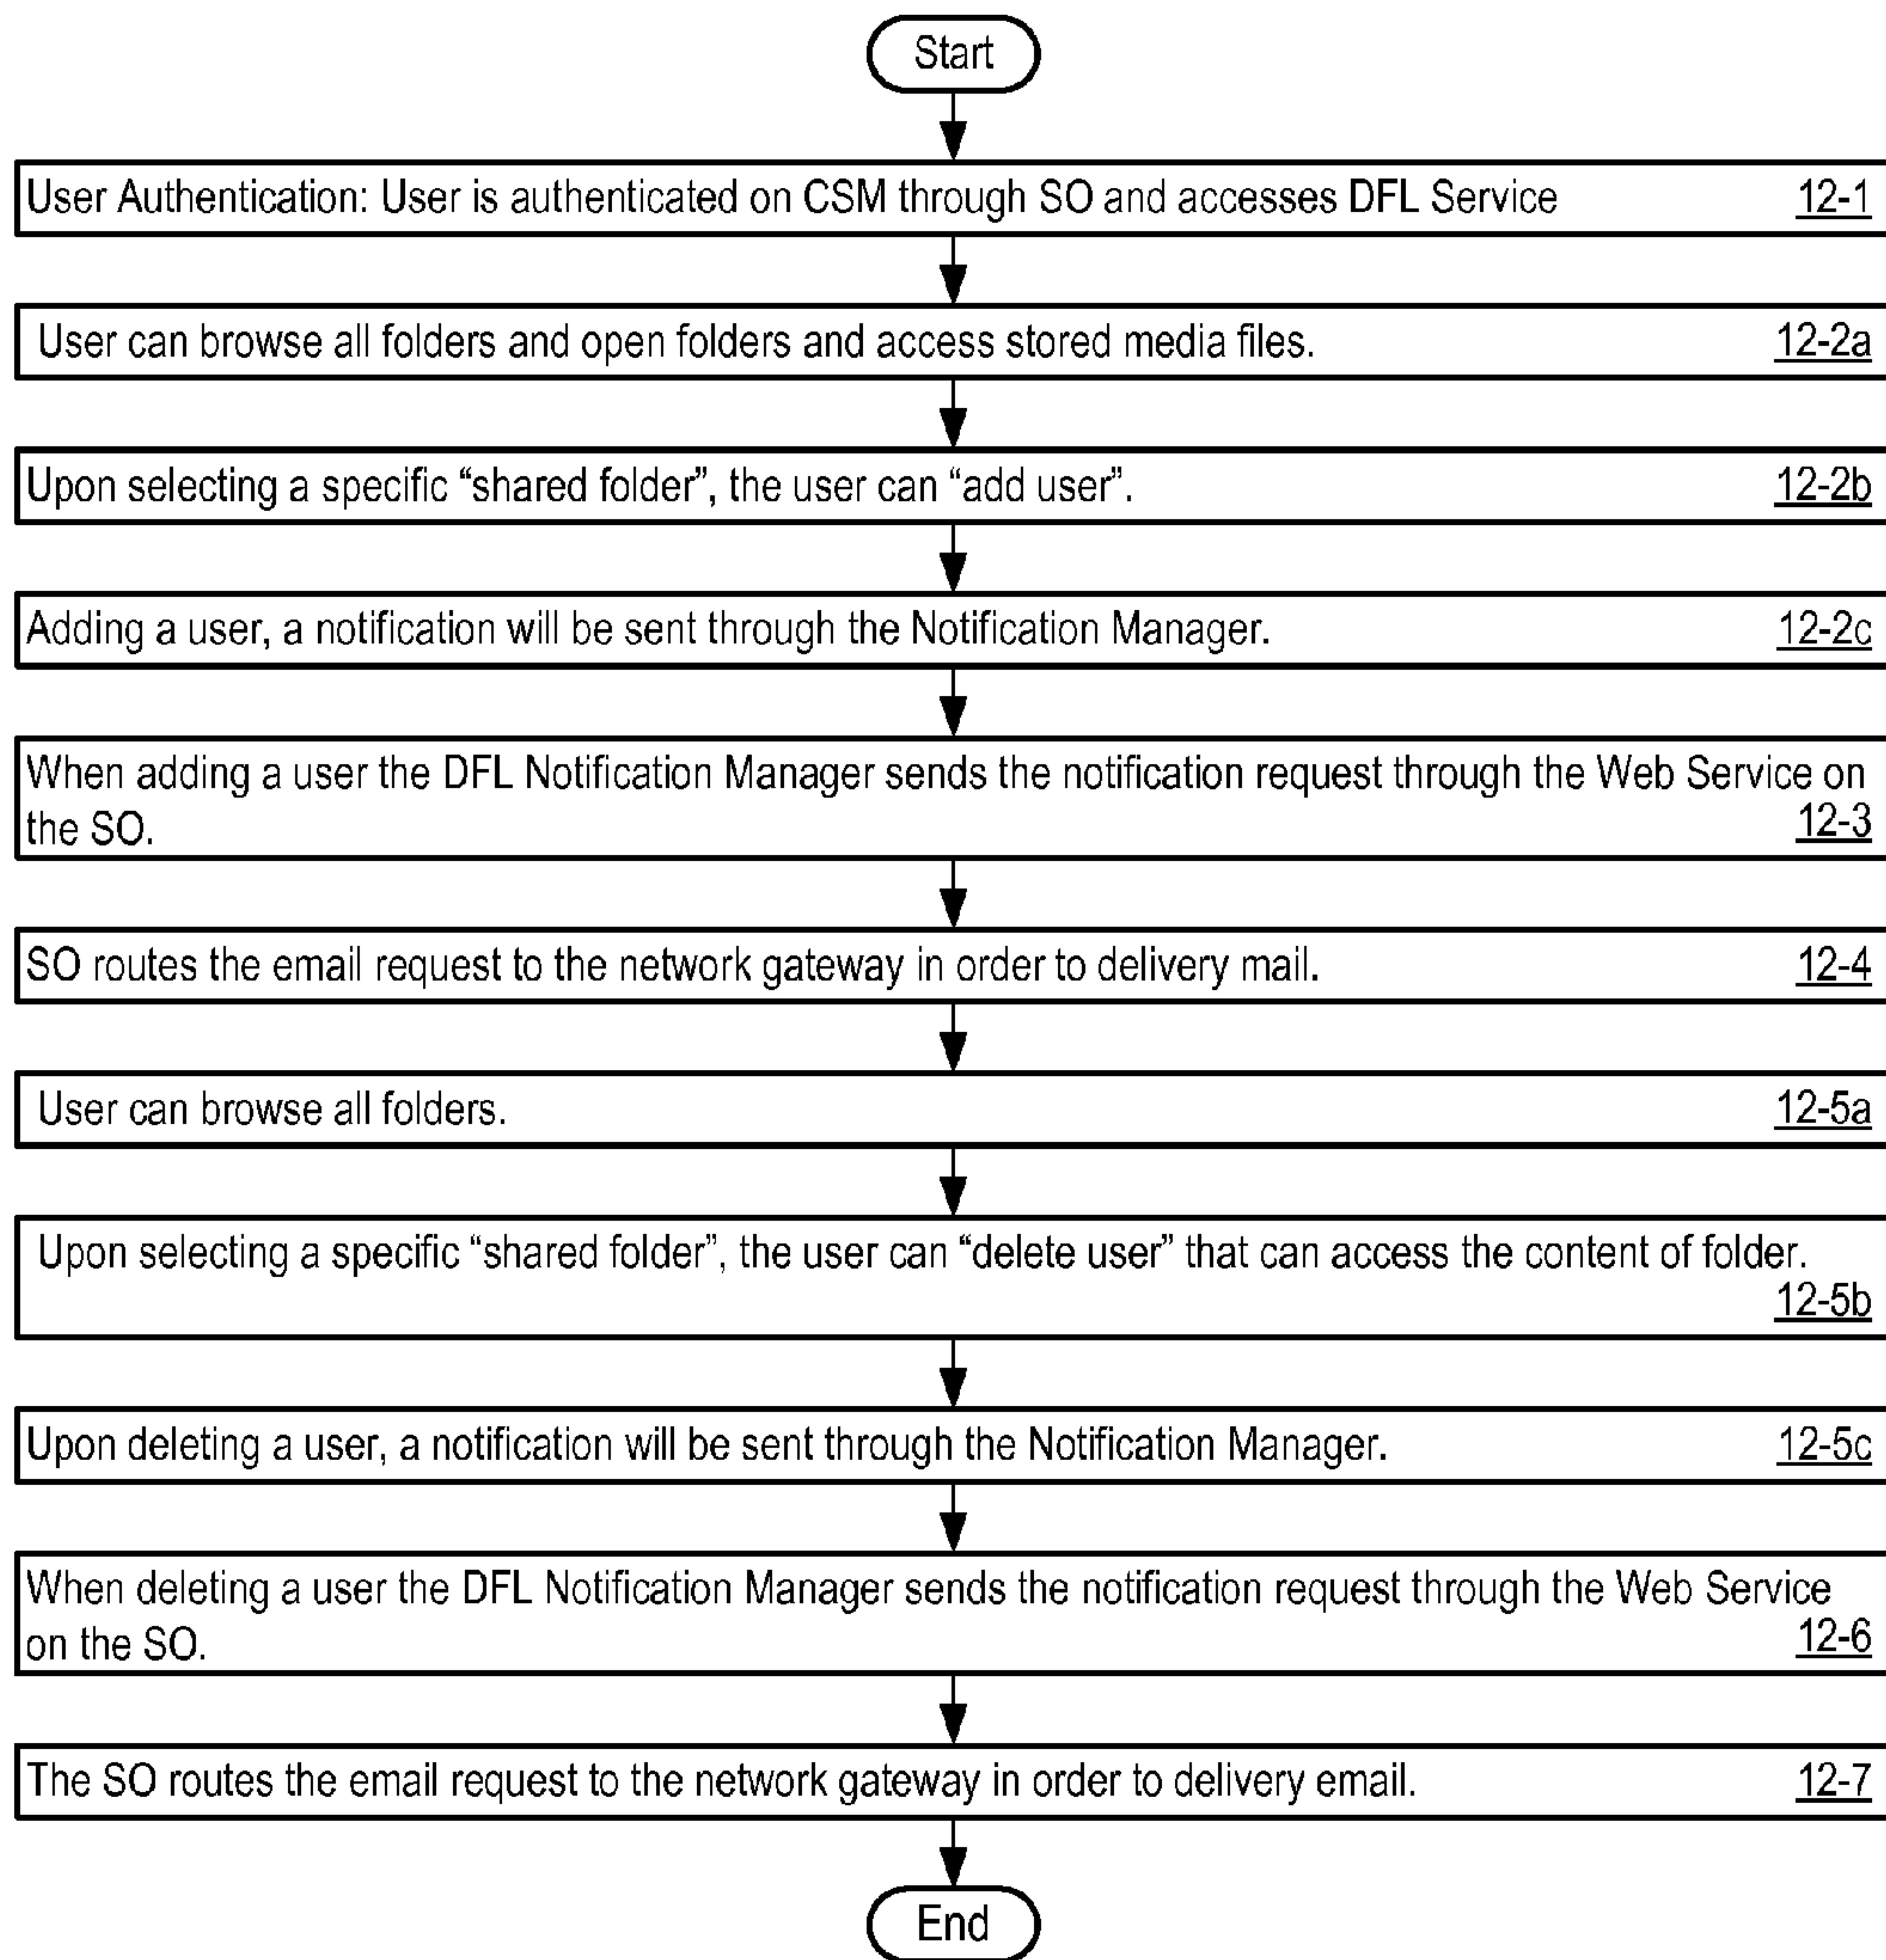 Start
User Authentication: User is authenticated on CSM through SO and accesses DFL Service 12-1
User can browse all folders and open folders and access stored media files. 12-2a
Upon selecting a specific “shared folder”, the user can “add user”. 12-2b
Adding a user, a notification will be sent through the Notification Manager. 12-2c
When adding a user the DFL Notification Manager sends the notification request through the Web Service on
the SO. 12-3
SO routes the email request to the network gateway in order to delivery mail. 12-4
User can browse all folders. 12-5a
Upon selecting a specific “shared folder”, the user can “delete user” that can access the content of folder.
12-5b
Upon deleting a user, a notification will be sent through the Notification Manager. 12-5c
When deleting a user the DFL Notification Manager sends the notification request through the Web Service
on the SO. 12-6
The SO routes the email request to the network gateway in order to delivery email. 12-7
End